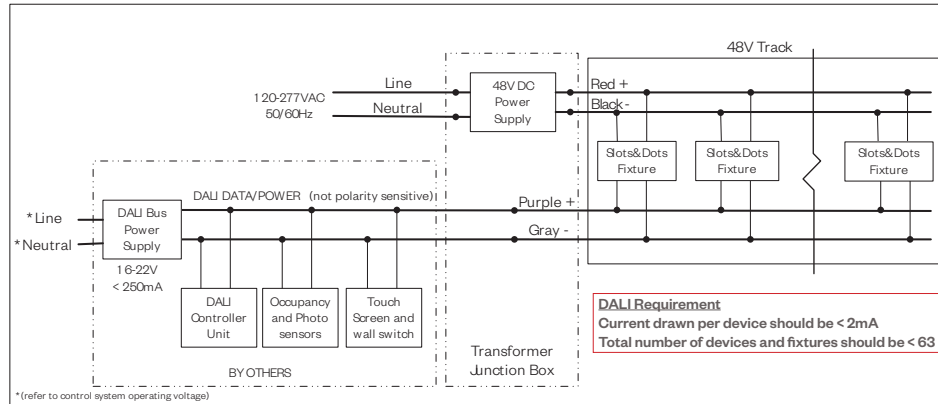 48V Track
Line
120-277VAC
50/60Hz
Neutral
48V DC
Power
Supply
Red +
Black -
Slots&Dots
Fixture
Slots&Dots
Fixture
Slots&Dots
Fixture
DALI DATA/POWER (not polarity sensitive)
*Line
*Neutral
DALI Bus
Power
Supply
16-22V
< 250mA
Purple +
Gray -
DALI
Controller
Unit
Occupancy
and Photo
sensors
Touch
Screen and
wall switch
BY OTHERS
Transformer
Junction Box
DALI Requirement
Current drawn per device should be < 2mA
Total number of devices and fixtures should be < 63
*(refer to control system operating voltage)